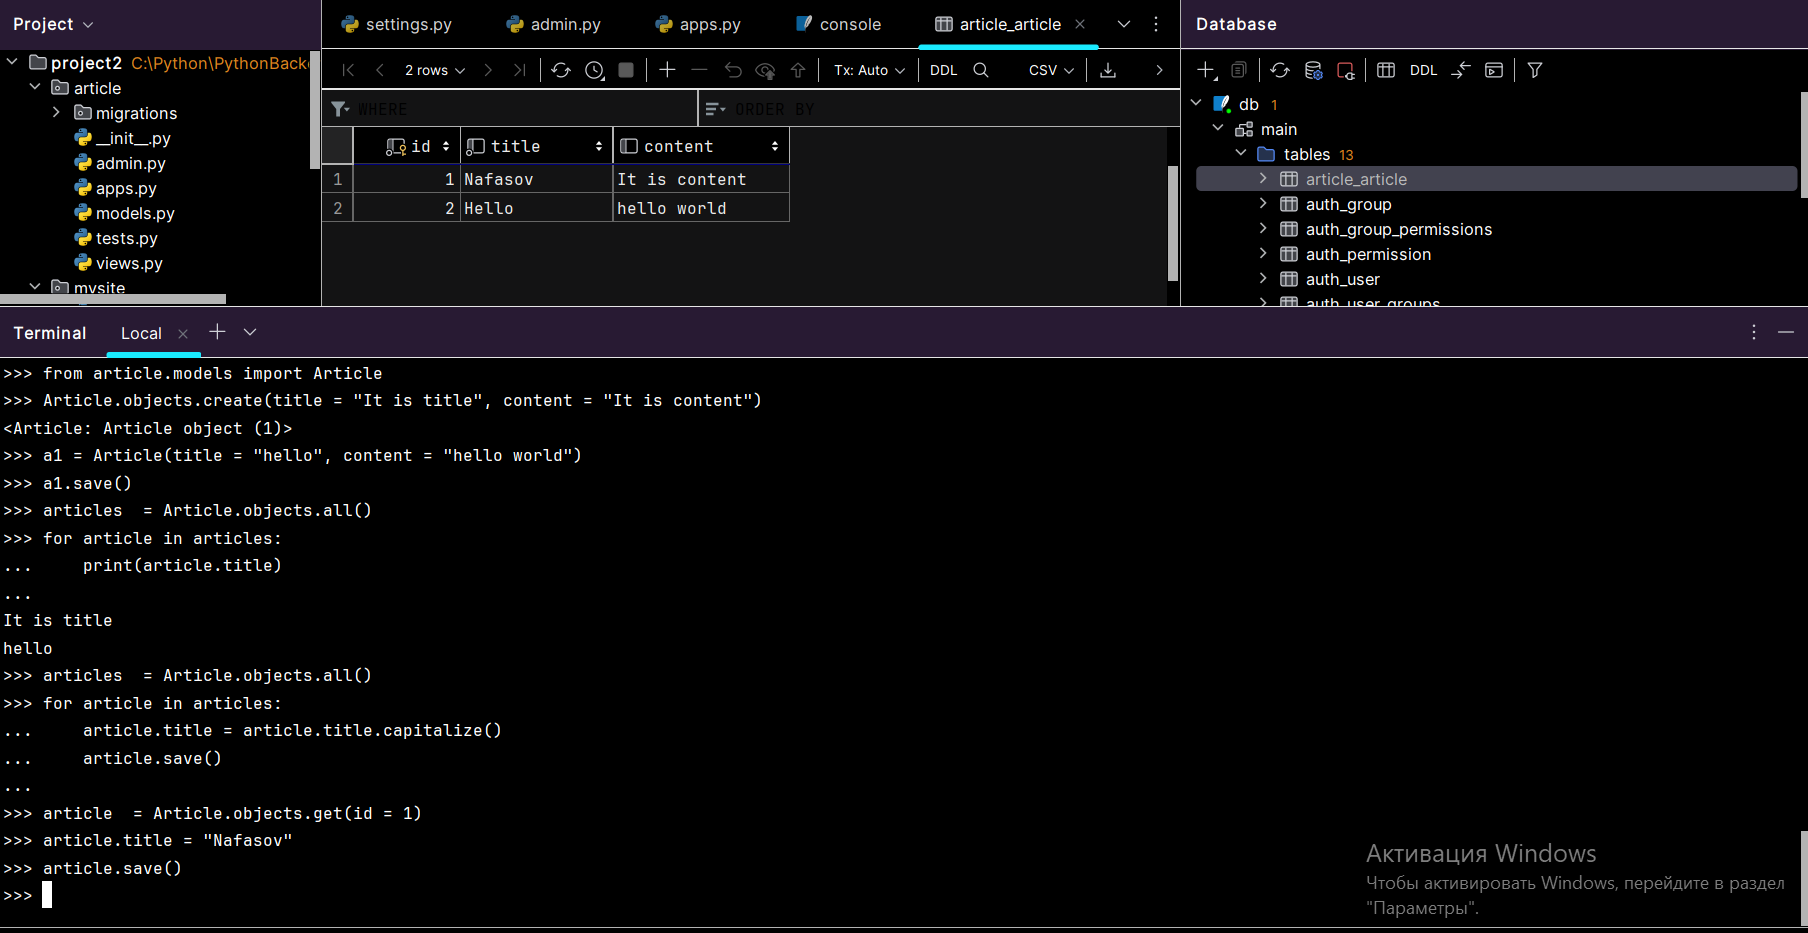 Project
project2 C:\Python\PythonBack
article
migrations
__init__.py
admin.py
apps.py
models.py
tests.py
views.py
mysite
settings.py
admin.py
apps.py
console
article_article
2 rows
Tx: Auto
DDL
CSV
WHERE
ORDER BY
id title content
1 1 Nafasov It is content
2 2 Hello hello world
Database
DDL
db 1
main
tables 13
article_article
auth_group
auth_group_permissions
auth_permission
auth_user
auth_user_groups
Terminal Local
>>> from article.models import Article
>>> Article.objects.create(title = "It is title", content = "It is content")
<Article: Article object (1)>
>>> a1 = Article(title = "hello", content = "hello world")
>>> a1.save()
>>> articles  = Article.objects.all()
>>> for article in articles:
...     print(article.title)
...
It is title
hello
>>> articles  = Article.objects.all()
>>> for article in articles:
...     article.title = article.title.capitalize()
...     article.save()
...
>>> article  = Article.objects.get(id = 1)
>>> article.title = "Nafasov"
>>> article.save()
>>>
Активация Windows
Чтобы активировать Windows, перейдите в раздел
"Параметры".